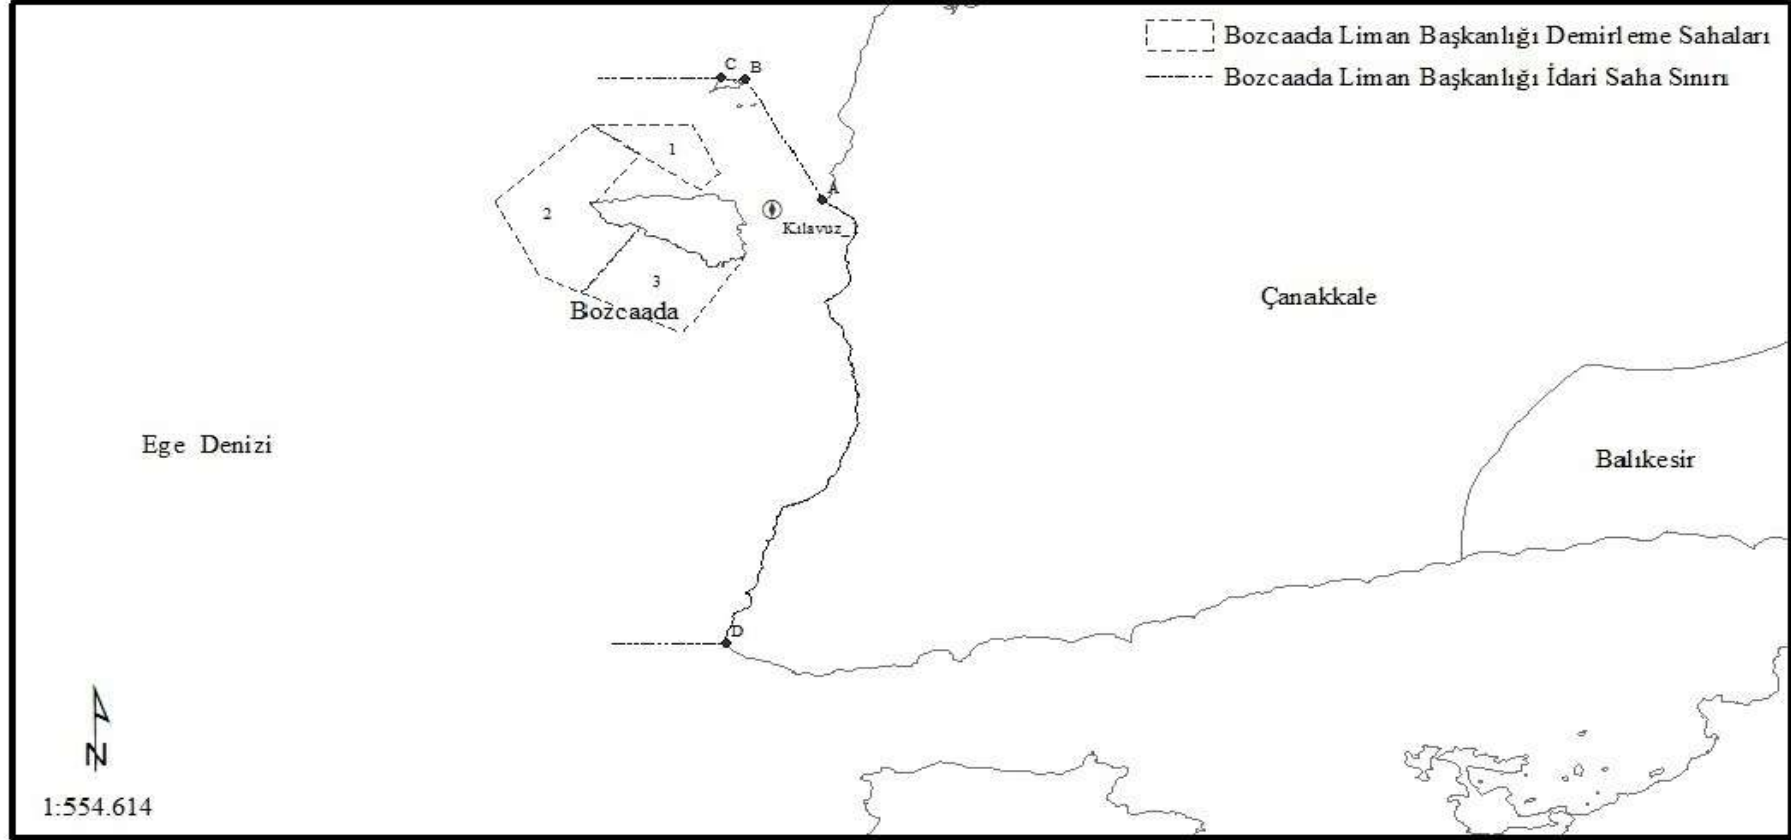 Bozcaada Liman Başkanlığı Demirleme Sahaları
Bozcaada Liman Başkanlığı İdari Saha Sınırı
C
B
1
A
2
Kılavuz_1
3
Bozcaada
Çanakkale
Ege Denizi
Balıkesir
D
N
1:554.614